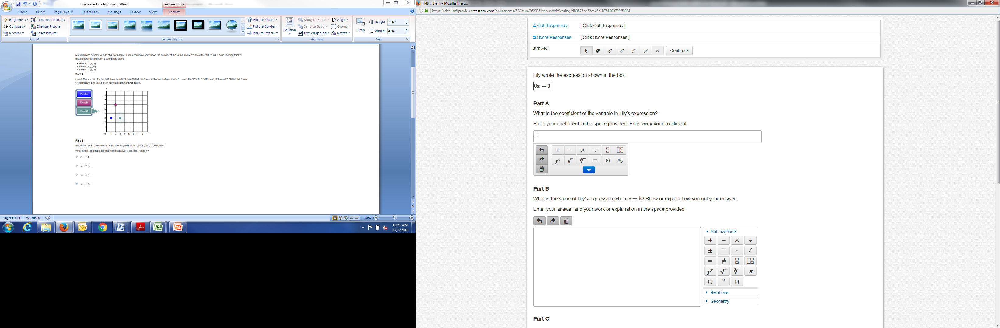 Document3 - Microsoft Word
Picture Tools
Home
Insert
Page Layout
References
Mailings
Review
View
Format
Brightness
Contrast
Recolor
Compress Pictures
Change Picture
Reset Picture
Adjust
Picture Styles
Picture Shape
Picture Border
Picture Effects
Position
Bring to Front
Send to Back
Text Wrapping
Align
Group
Rotate
Arrange
Crop
Height: 3.37"
Width: 4.34"
Size
Mia is playing several rounds of a word game. Each coordinate pair shows the number of the round and Mia's score for that round. She is keeping track of
these coordinate pairs on a coordinate plane.
• Round 1: (1, 3)
• Round 2: (2, 6)
• Round 3: (3, 3)
Part A
Graph Mia's scores for the first three rounds of play. Select the "Point A" button and plot round 1. Select the "Point B" button and plot round 2. Select the "Point
C" button and plot round 3. Be sure to graph all three points.
Point A
Point B
Point C
y
8
7
6
5
4
3
2
1
0 1 2 3 4 5 6 7 8 x
Part B
In round 4, Mia scores the same number of points as in rounds 2 and 3 combined.
What is the coordinate pair that represents Mia's score for round 4?
A. (4, 5)
B. (9, 4)
C. (5, 4)
D. (4, 9)
Page: 1 of 1
Words: 0
140%
10:51 AM
12/5/2016
TN8 ::: Item - Mozilla Firefox
https://abbi-tn8previewer.testnav.com/api/tenants/72/item/262385/showWithScoring/db9877bc52ea45a1b781003790ff0094
Get Responses: [ Click Get Responses ]
Score Responses: [ Click Score Responses ]
Tools:
Contrasts
Lily wrote the expression shown in the box.
6x − 3
Part A
What is the coefficient of the variable in Lily's expression?
Enter your coefficient in the space provided. Enter only your coefficient.
+ − × ÷
yˣ √ ∛ = (·) %
Part B
What is the value of Lily's expression when x = 5? Show or explain how you got your answer.
Enter your answer and your work or explanation in the space provided.
Math symbols
+ − × ÷
± − · /
= ≠
yˣ √ ∛ π
(·) ° |·|
Relations
Geometry
Part C